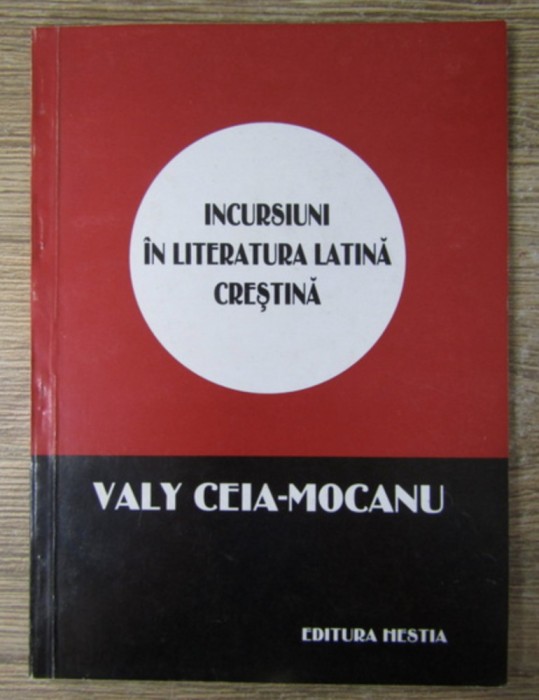 INCURSIUNI
ÎN LITERATURA LATINĂ
CREŞTINĂ
VALY CEIA-MOCANU
EDITURA HESTIA